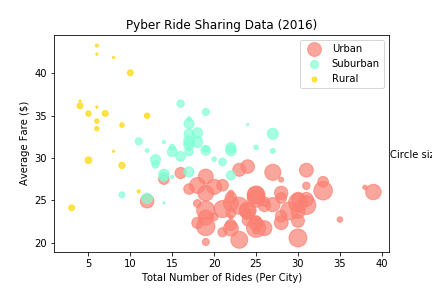 Pyber Ride Sharing Data (2016)
Urban
Suburban
Rural
40
35
30
25
20
Average Fare ($)
Circle siz
5 10 15 20 25 30 35 40
Total Number of Rides (Per City)